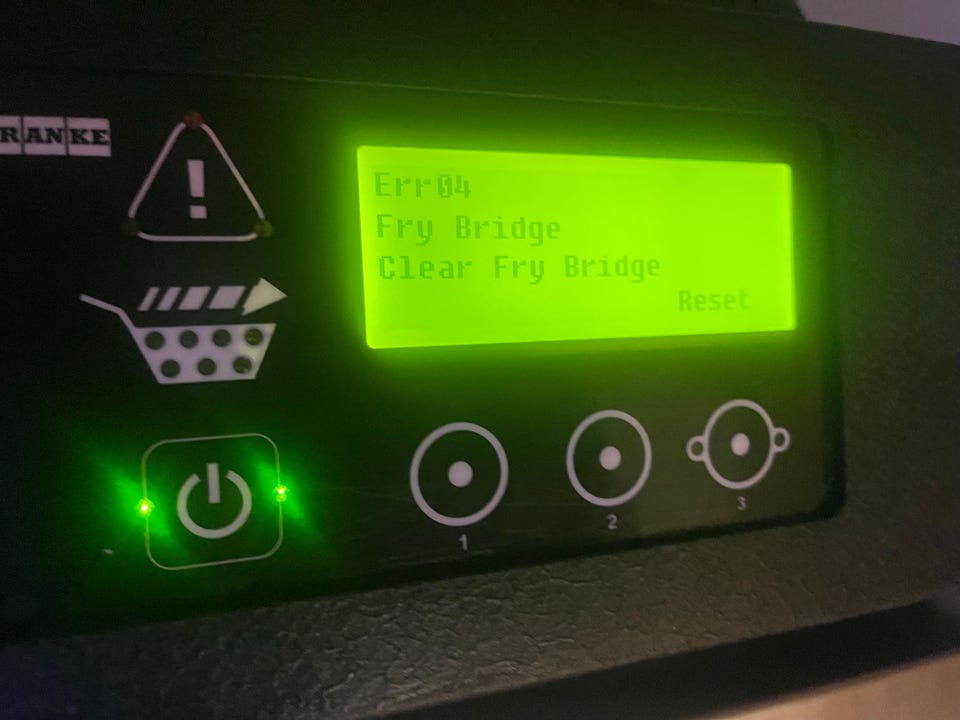 RANKE
!
Err04
Fry Bridge
Clear Fry Bridge
Reset
1
2
3